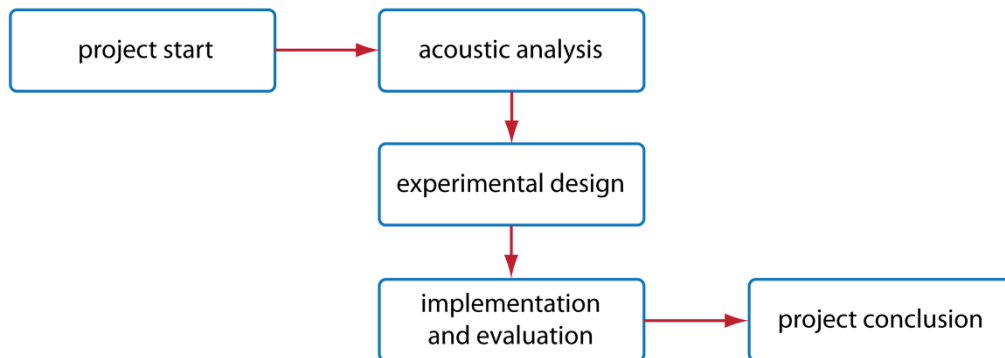 project start
acoustic analysis
experimental design
implementation
and evaluation
project conclusion